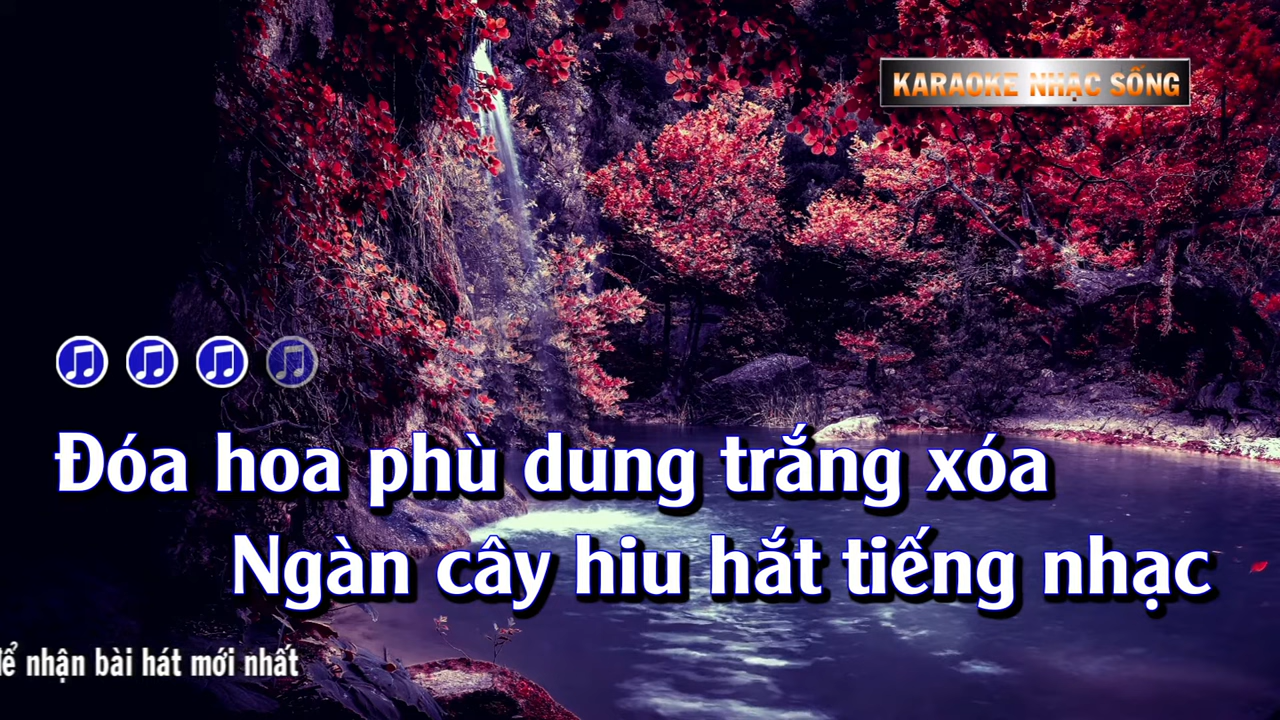 KARAOKE NHẠC SỐNG
Đóa hoa phù dung trắng xóa
Ngàn cây hiu hắt tiếng nhạc
để nhận bài hát mới nhất